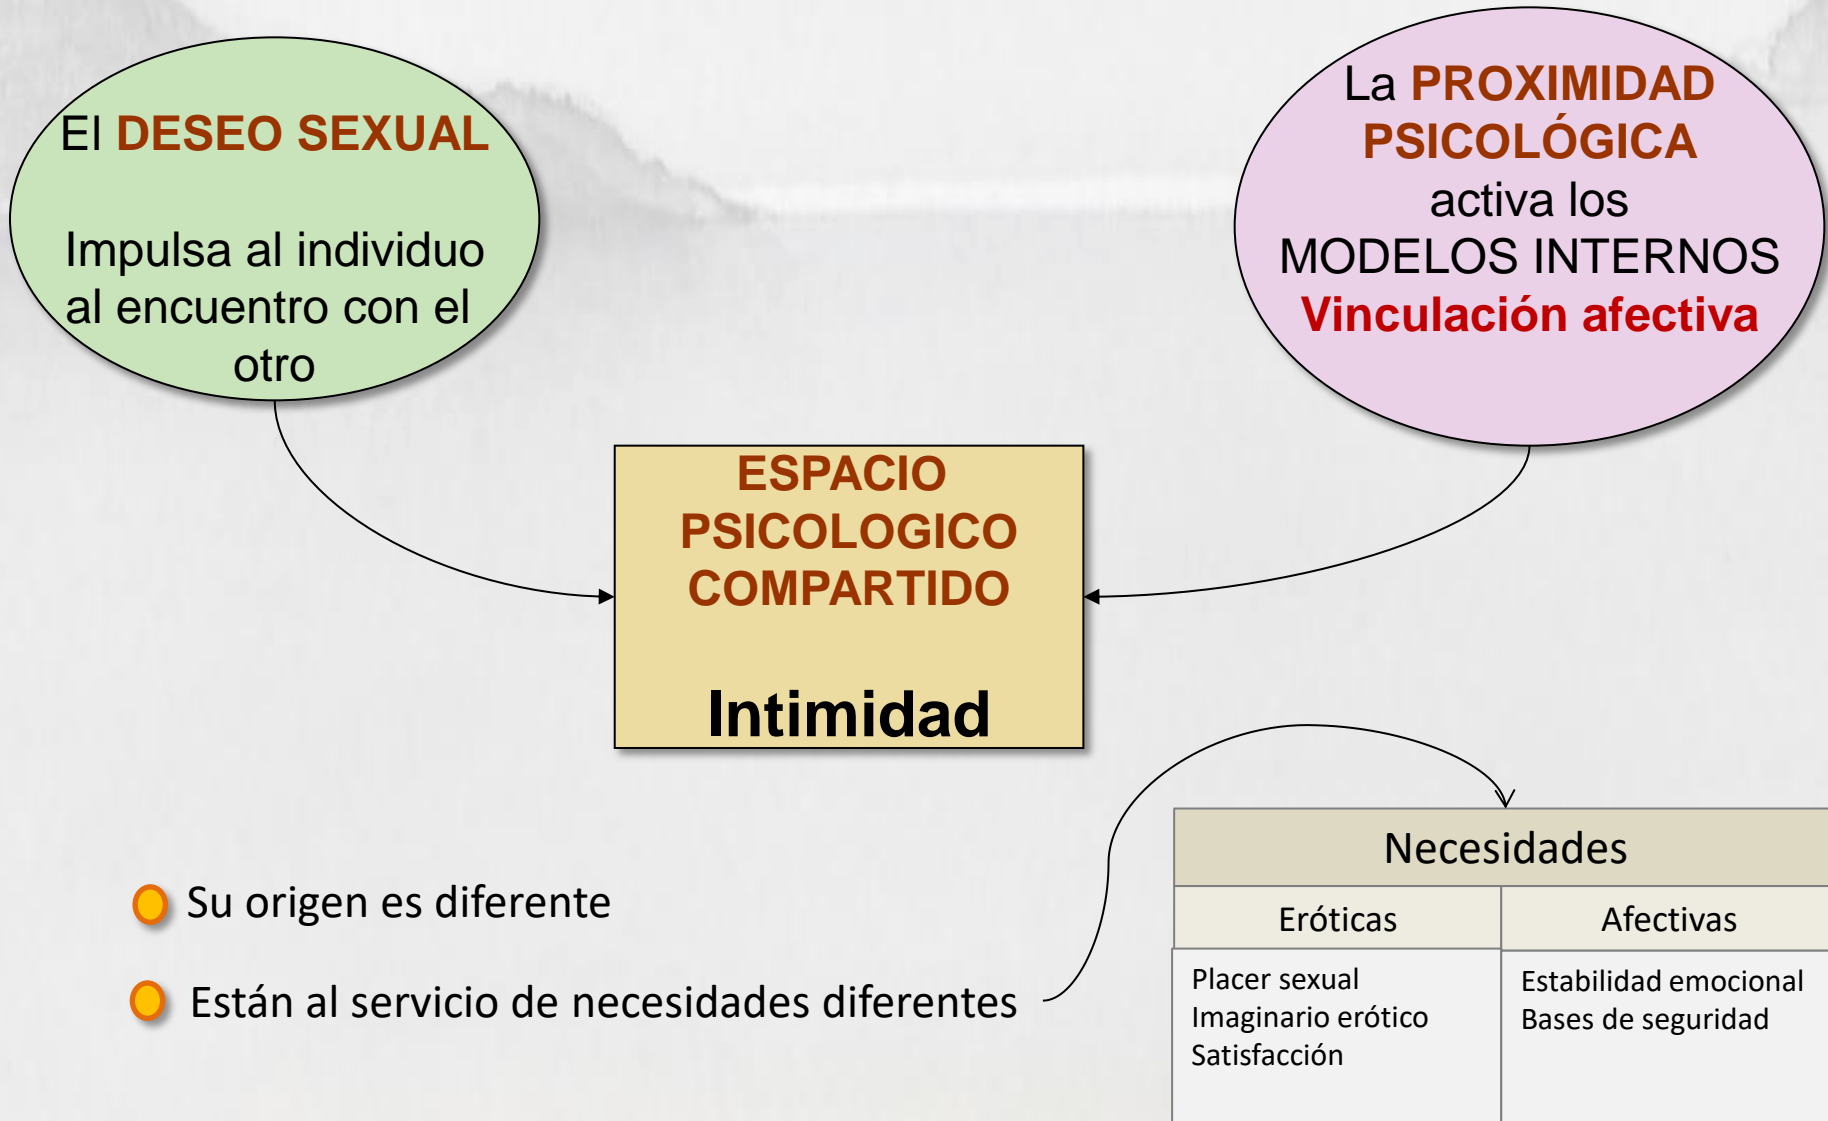 El DESEO SEXUAL
Impulsa al individuo
al encuentro con el
otro
La PROXIMIDAD
PSICOLÓGICA
activa los
MODELOS INTERNOS
Vinculación afectiva
ESPACIO
PSICOLOGICO
COMPARTIDO
Intimidad
Su origen es diferente
Están al servicio de necesidades diferentes
Necesidades
Eróticas
Afectivas
Placer sexual
Imaginario erótico
Satisfacción
Estabilidad emocional
Bases de seguridad